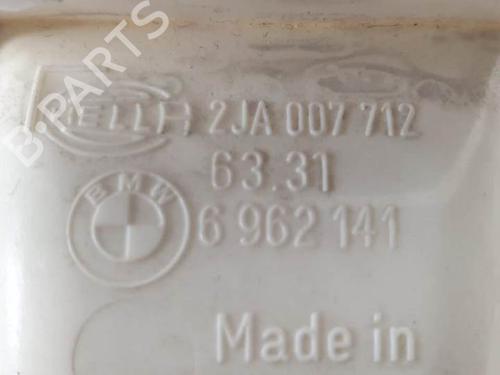 B-PARTS
HELLA 2JA 007 712
63.31
BMW 6 962 141
Made in